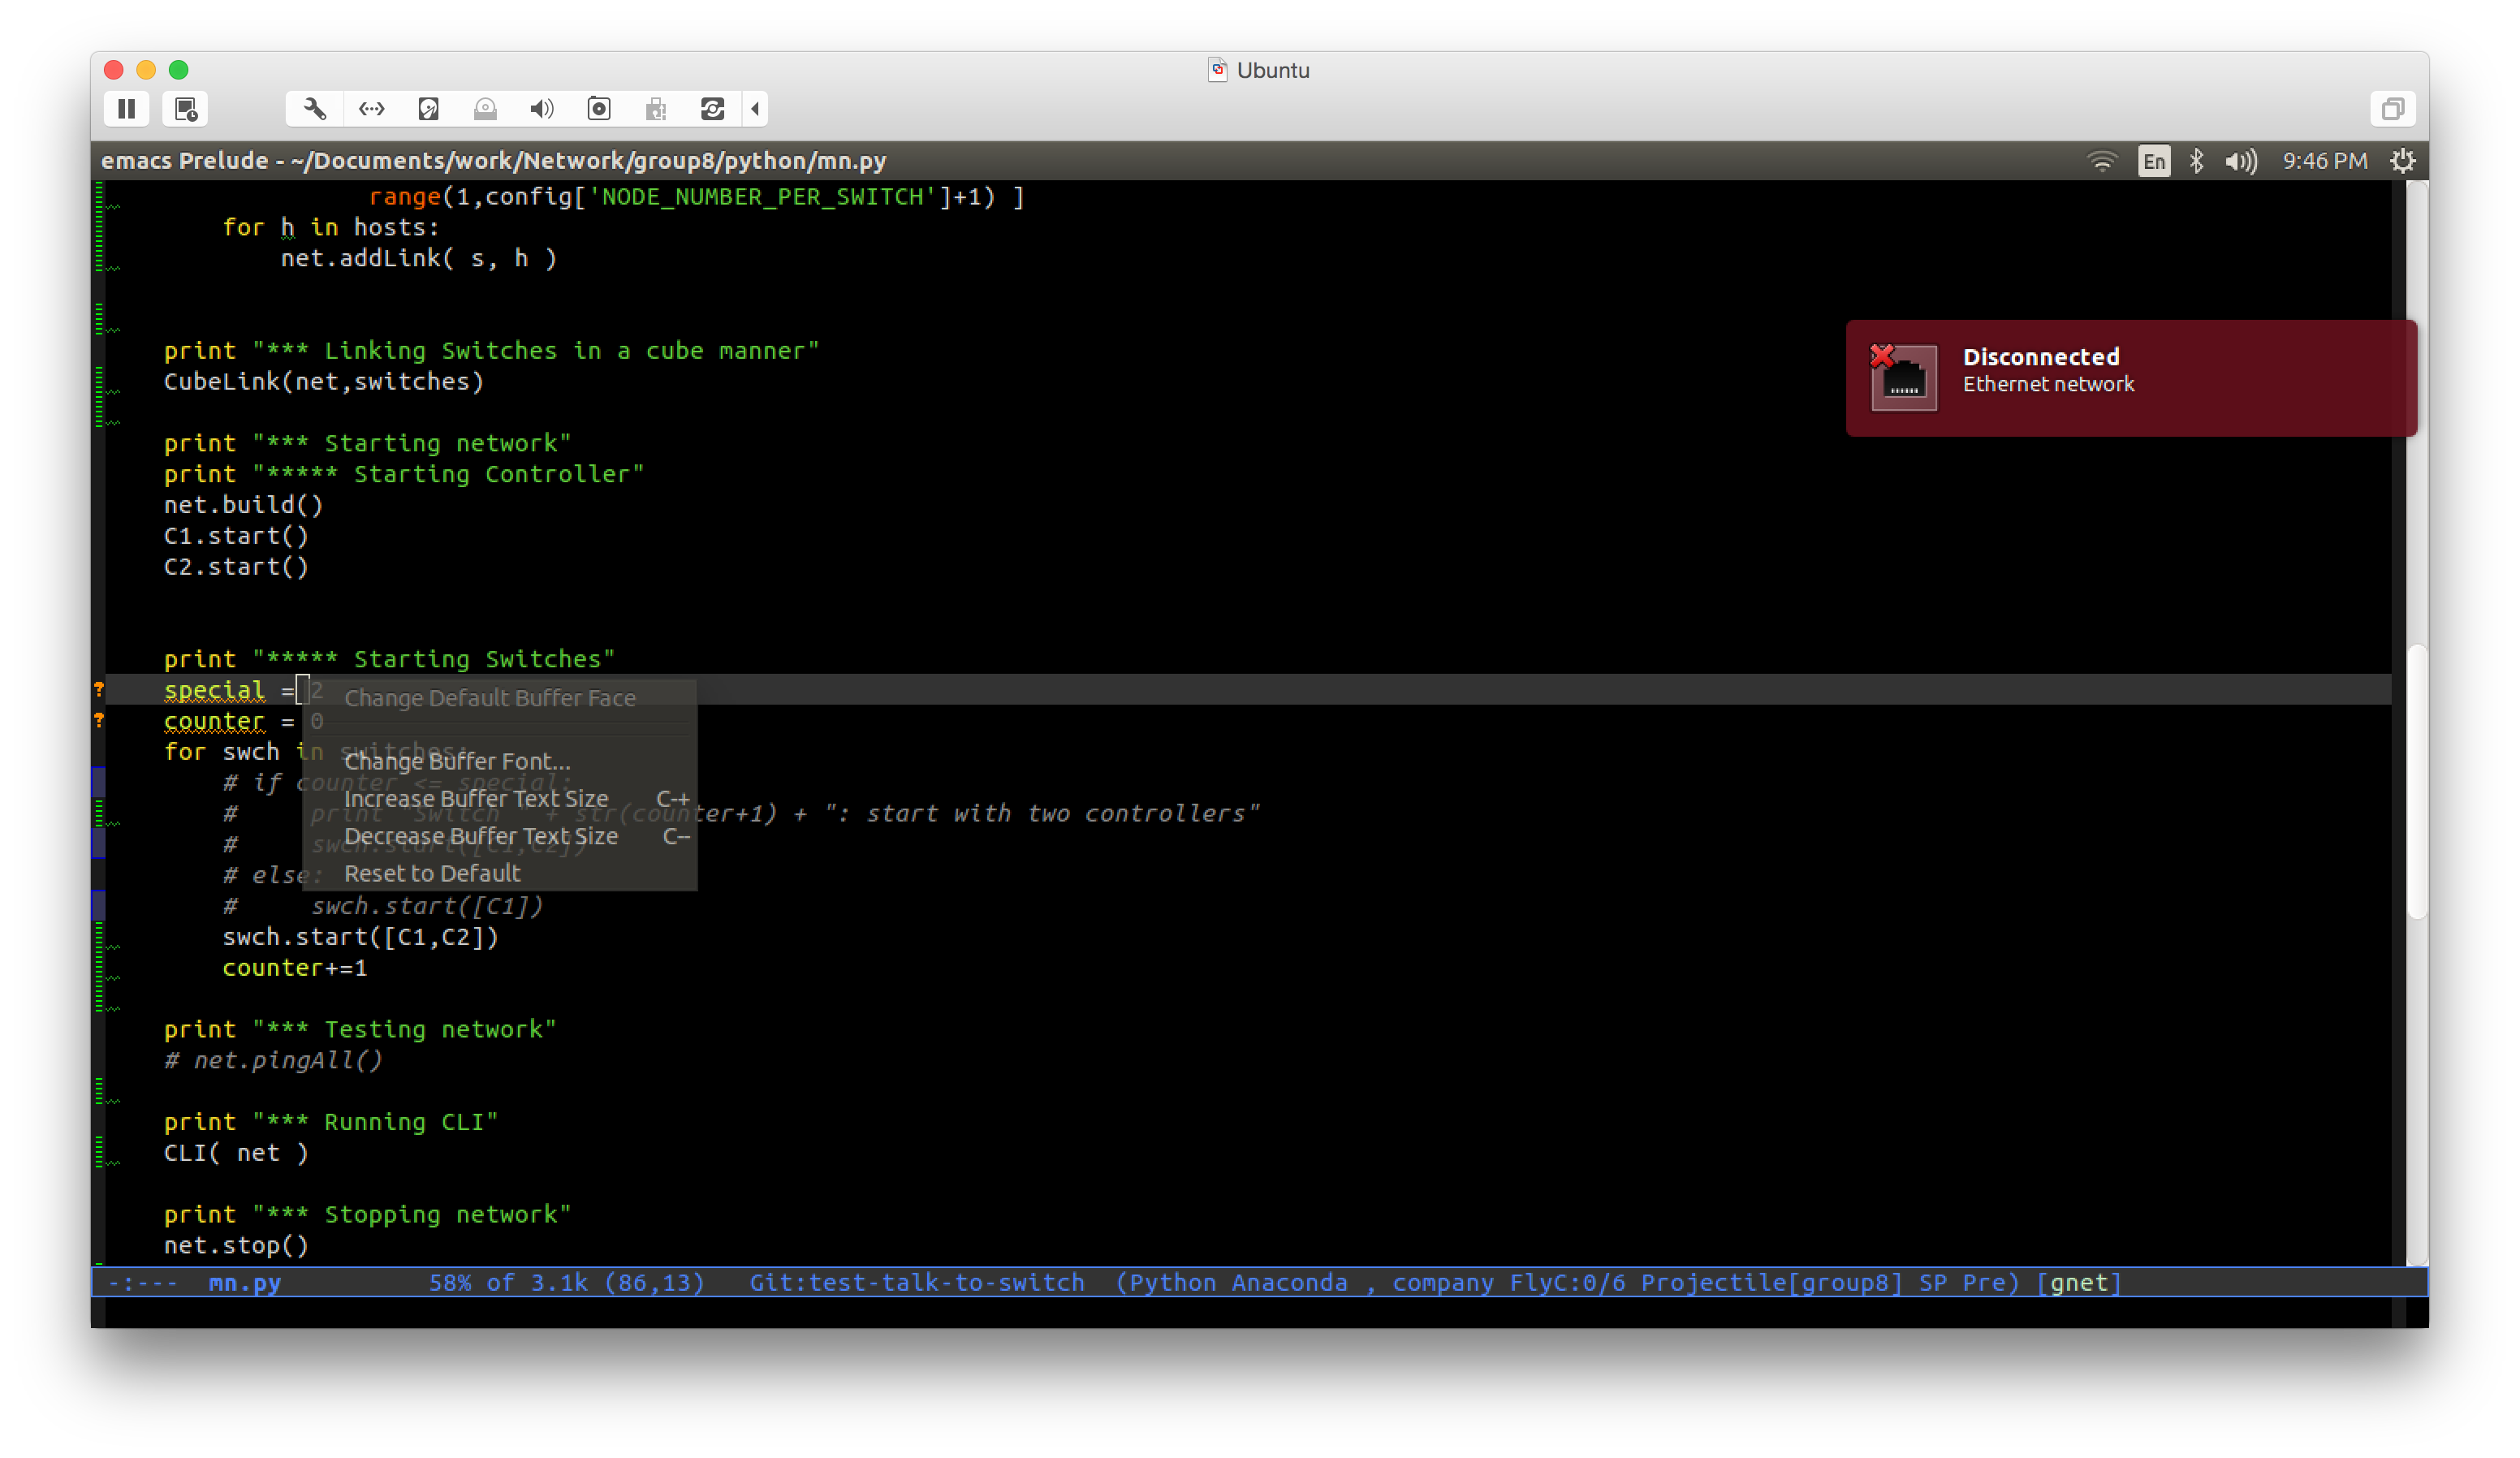 Ubuntu
emacs Prelude - ~/Documents/work/Network/group8/python/mn.py
En
9:46 PM
range(1,config['NODE_NUMBER_PER_SWITCH']+1) ]
for h in hosts:
net.addLink( s, h )
Disconnected
Ethernet network
print "*** Linking Switches in a cube manner"
CubeLink(net,switches)
print "*** Starting network"
print "***** Starting Controller"
net.build()
C1.start()
C2.start()
print "***** Starting Switches"
special = 2
counter = 0
for swch in switches:
# if counter <= special:
#     print "Switch " + str(counter+1) + ": start with two controllers"
#     swch.start([C1,C2])
# else:
#     swch.start([C1])
swch.start([C1,C2])
counter+=1
Change Default Buffer Face
Change Buffer Font...
Increase Buffer Text Size C-+
Decrease Buffer Text Size C--
Reset to Default
print "*** Testing network"
# net.pingAll()
print "*** Running CLI"
CLI( net )
print "*** Stopping network"
net.stop()
-:--- mn.py 58% of 3.1k (86,13) Git:test-talk-to-switch (Python Anaconda , company FlyC:0/6 Projectile[group8] SP Pre) [gnet]